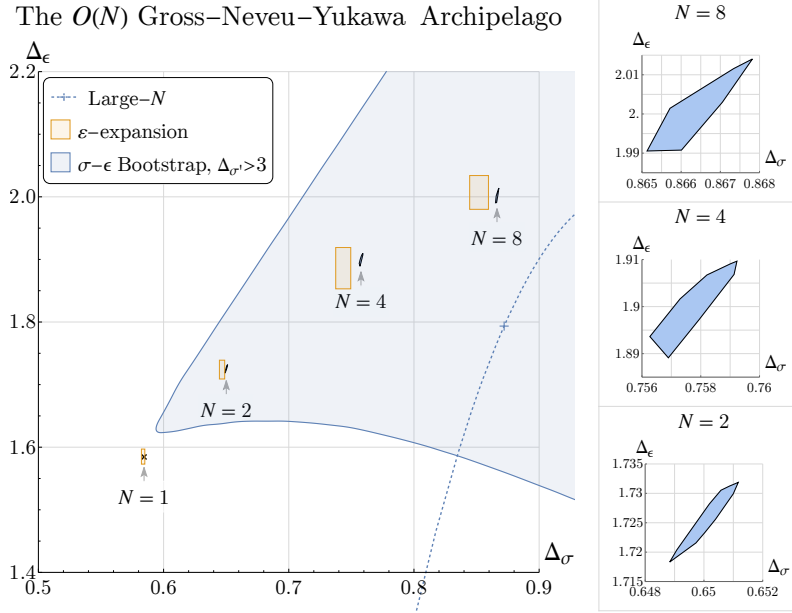 The O(N) Gross–Neveu–Yukawa Archipelago
Δϵ
2.2
2.0
1.8
1.6
1.4
Large–N
ε–expansion
σ–ϵ Bootstrap, Δσ'>3
N = 8
N = 4
N = 2
N = 1
Δσ
0.5 0.6 0.7 0.8 0.9
N = 8
Δϵ
2.01
2.
1.99
Δσ
0.865 0.866 0.867 0.868
N = 4
Δϵ
1.91
1.9
1.89
Δσ
0.756 0.758 0.76
N = 2
Δϵ
1.735
1.73
1.725
1.72
1.715
Δσ
0.648 0.65 0.652